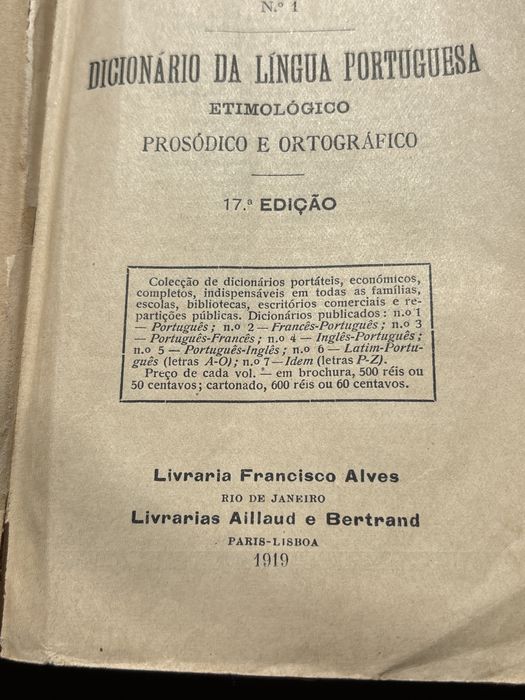 N.º 1
DICIONÁRIO DA LÍNGUA PORTUGUESA
ETIMOLÓGICO
PROSÓDICO E ORTOGRÁFICO
17.ª EDIÇÃO
Colecção de dicionários portáteis, económicos,
completos, indispensáveis em todas as famílias,
escolas, bibliotecas, escritórios comerciais e re-
partições públicas. Dicionários publicados : n.o 1
— Português ; n.o 2 — Francês-Português ; n.o 3
— Português-Francês ; n.o 4 — Inglês-Português ;
n.o 5 — Português-Inglês ; n.o 6 — Latim-Portu-
guês (letras A-O) ; n.o 7 — Idem (letras P-Z).
Preço de cada vol. — em brochura, 500 réis ou
50 centavos ; cartonado, 600 réis ou 60 centavos.
Livraria Francisco Alves
RIO DE JANEIRO
Livrarias Aillaud e Bertrand
PARIS-LISBOA
1919